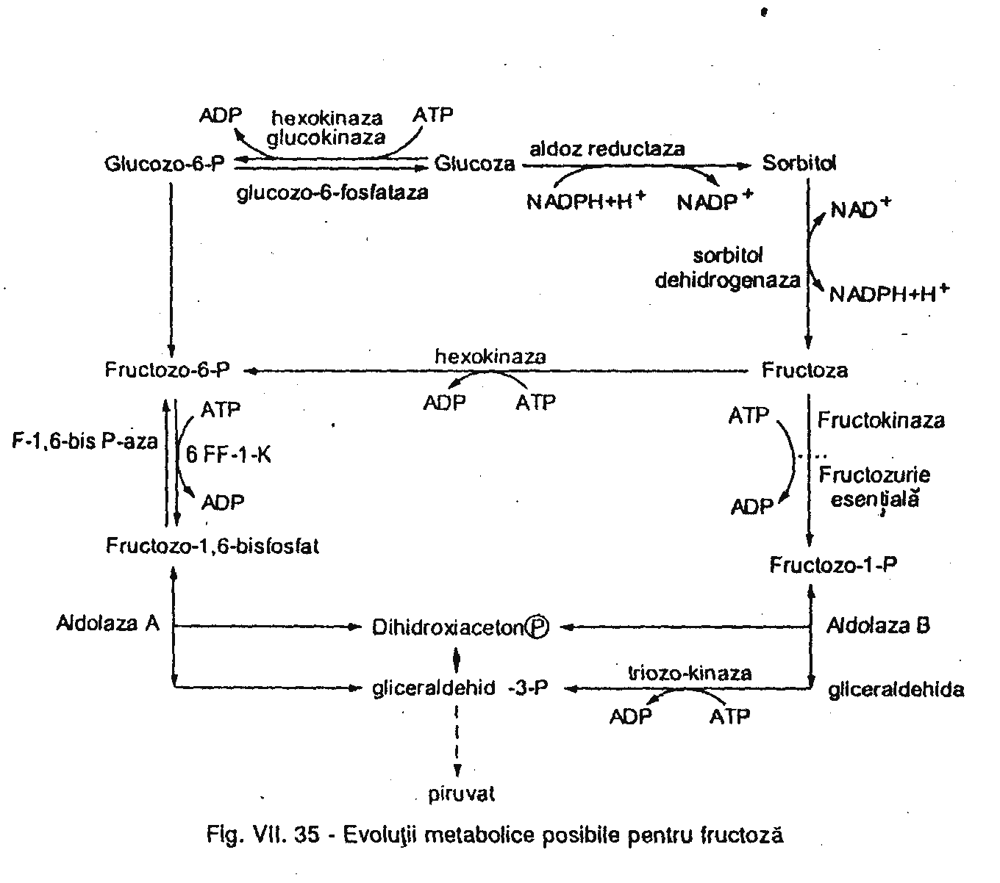 ADP hexokinaza ATP
glucokinaza
Glucozo-6-P Glucoza aldoz reductaza Sorbitol
glucozo-6-fosfataza NADPH+H+ NADP+
NAD+
sorbitol
dehidrogenaza
NADPH+H+
Fructozo-6-P hexokinaza Fructoza
ADP ATP
ATP
F-1,6-bis P-aza
6 FF-1-K
ADP
ATP Fructokinaza
Fructozurie
esenţială
ADP
Fructozo-1,6-bisfosfat
Fructozo-1-P
Aldolaza A Dihidroxiaceton P Aldolaza B
gliceraldehid -3-P triozo-kinaza gliceraldehida
ADP ATP
piruvat
Fig. VII. 35 - Evoluţii metabolice posibile pentru fructoză